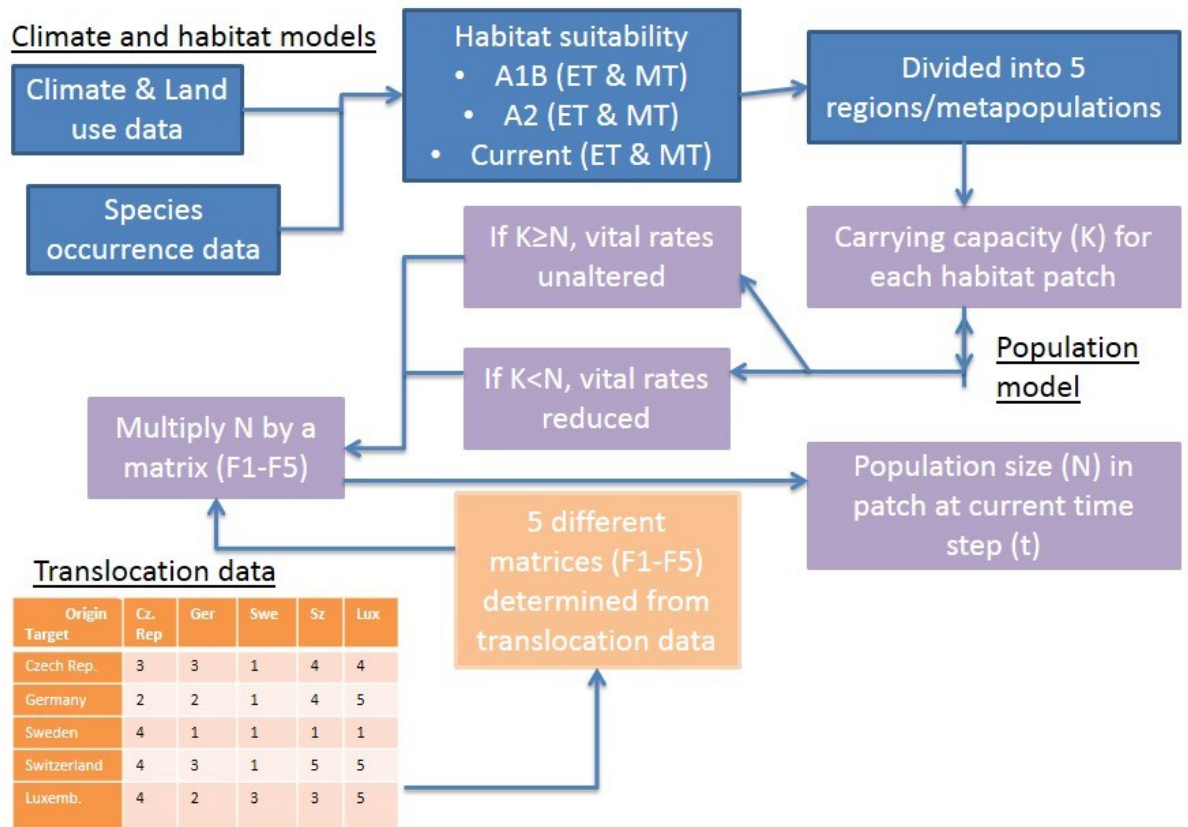 Climate and habitat models
Climate & Land
use data
Species
occurrence data
Habitat suitability
• A1B (ET & MT)
• A2 (ET & MT)
• Current (ET & MT)
Divided into 5
regions/metapopulations
Carrying capacity (K) for
each habitat patch
If K≥N, vital rates
unaltered
If K<N, vital rates
reduced
Population
model
Multiply N by a
matrix (F1-F5)
Population size (N) in
patch at current time
step (t)
5 different
matrices (F1-F5)
determined from
translocation data
Translocation data
Origin Cz. Ger Swe Sz Lux
Target Rep
Czech Rep. 3 3 1 4 4
Germany 2 2 1 4 5
Sweden 4 1 1 1 1
Switzerland 4 3 1 5 5
Luxemb. 4 2 3 3 5